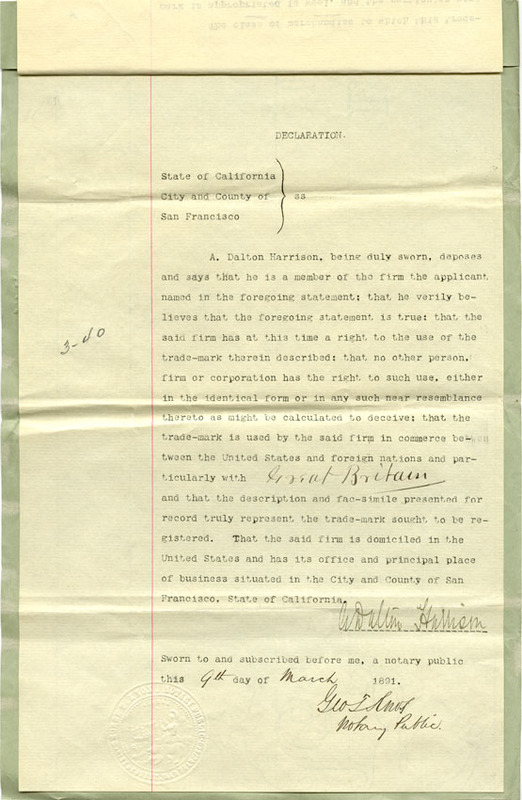 DECLARATION.
State of California
City and County of ss
San Francisco
A. Dalton Harrison, being duly sworn, deposes
and says that he is a member of the firm the applicant
named in the foregoing statement; that he verily be-
lieves that the foregoing statement is true; that the
said firm has at this time a right to the use of the
trade-mark therein described; that no other person,
firm or corporation has the right to such use, either
in the identical form or in any such near resemblance
thereto as might be calculated to deceive; that the
trade-mark is used by the said firm in commerce be-
tween the United States and foreign nations and par-
ticularly with Great Britain
and that the description and fac-simile presented for
record truly represent the trade-mark sought to be re-
gistered. That the said firm is domiciled in the
United States and has its office and principal place
of business situated in the City and County of San
Francisco, State of California.
A Dalton Harrison
Sworn to and subscribed before me, a notary public
this 9th day of March 1891.
Geo T Knox
Notary Public.